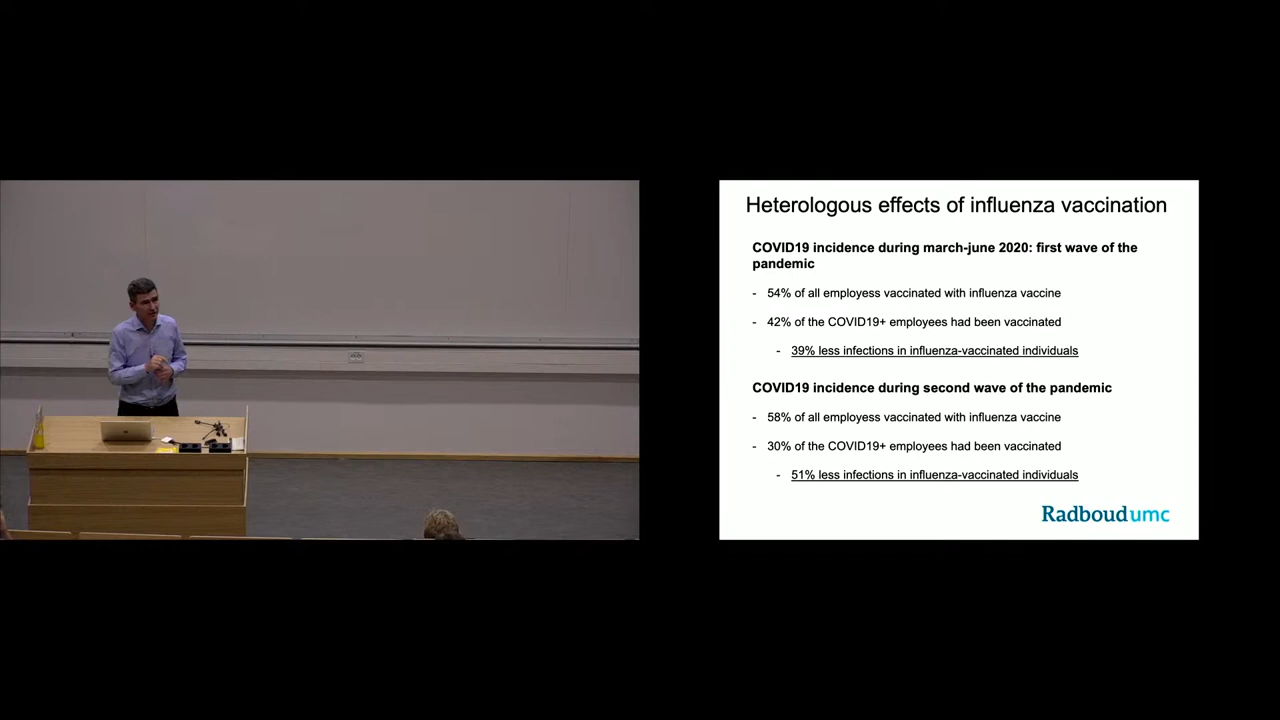 Heterologous effects of influenza vaccination
COVID19 incidence during march-june 2020: first wave of the
pandemic
- 54% of all employess vaccinated with influenza vaccine
- 42% of the COVID19+ employees had been vaccinated
- 39% less infections in influenza-vaccinated individuals
COVID19 incidence during second wave of the pandemic
- 58% of all employess vaccinated with influenza vaccine
- 30% of the COVID19+ employees had been vaccinated
- 51% less infections in influenza-vaccinated individuals
Radboudumc